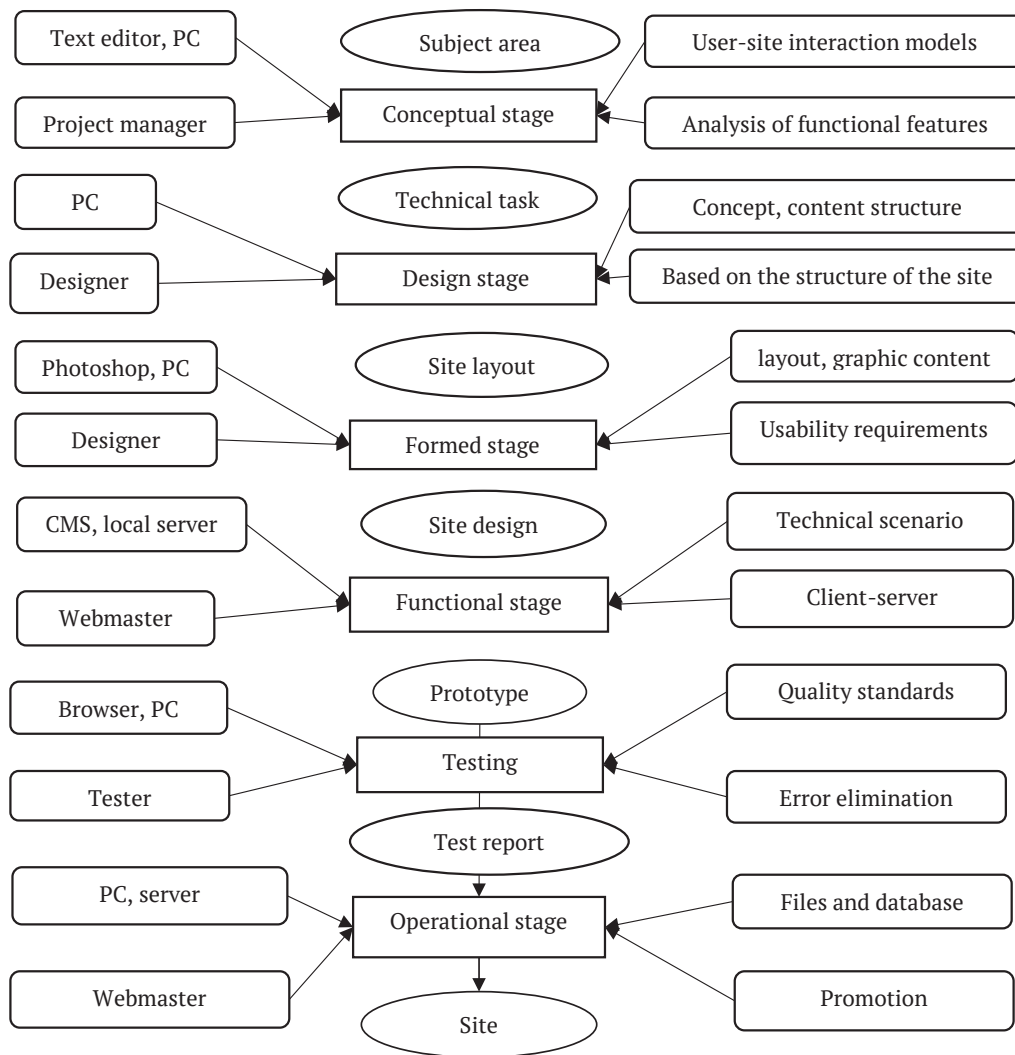 Text editor, PC
Subject area
User-site interaction models
Project manager
Conceptual stage
Analysis of functional features
PC
Technical task
Concept, content structure
Designer
Design stage
Based on the structure of the site
Photoshop, PC
Site layout
layout, graphic content
Designer
Formed stage
Usability requirements
CMS, local server
Site design
Technical scenario
Webmaster
Functional stage
Client-server
Browser, PC
Prototype
Quality standards
Tester
Testing
Error elimination
Test report
PC, server
Operational stage
Files and database
Webmaster
Site
Promotion